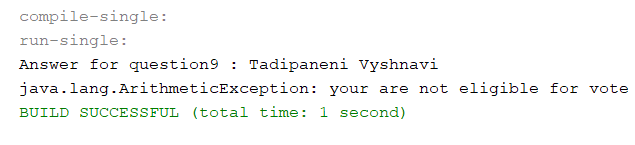 compile-single:
run-single:
Answer for question9 : Tadipaneni Vyshnavi
java.lang.ArithmeticException: your are not eligible for vote
BUILD SUCCESSFUL (total time: 1 second)